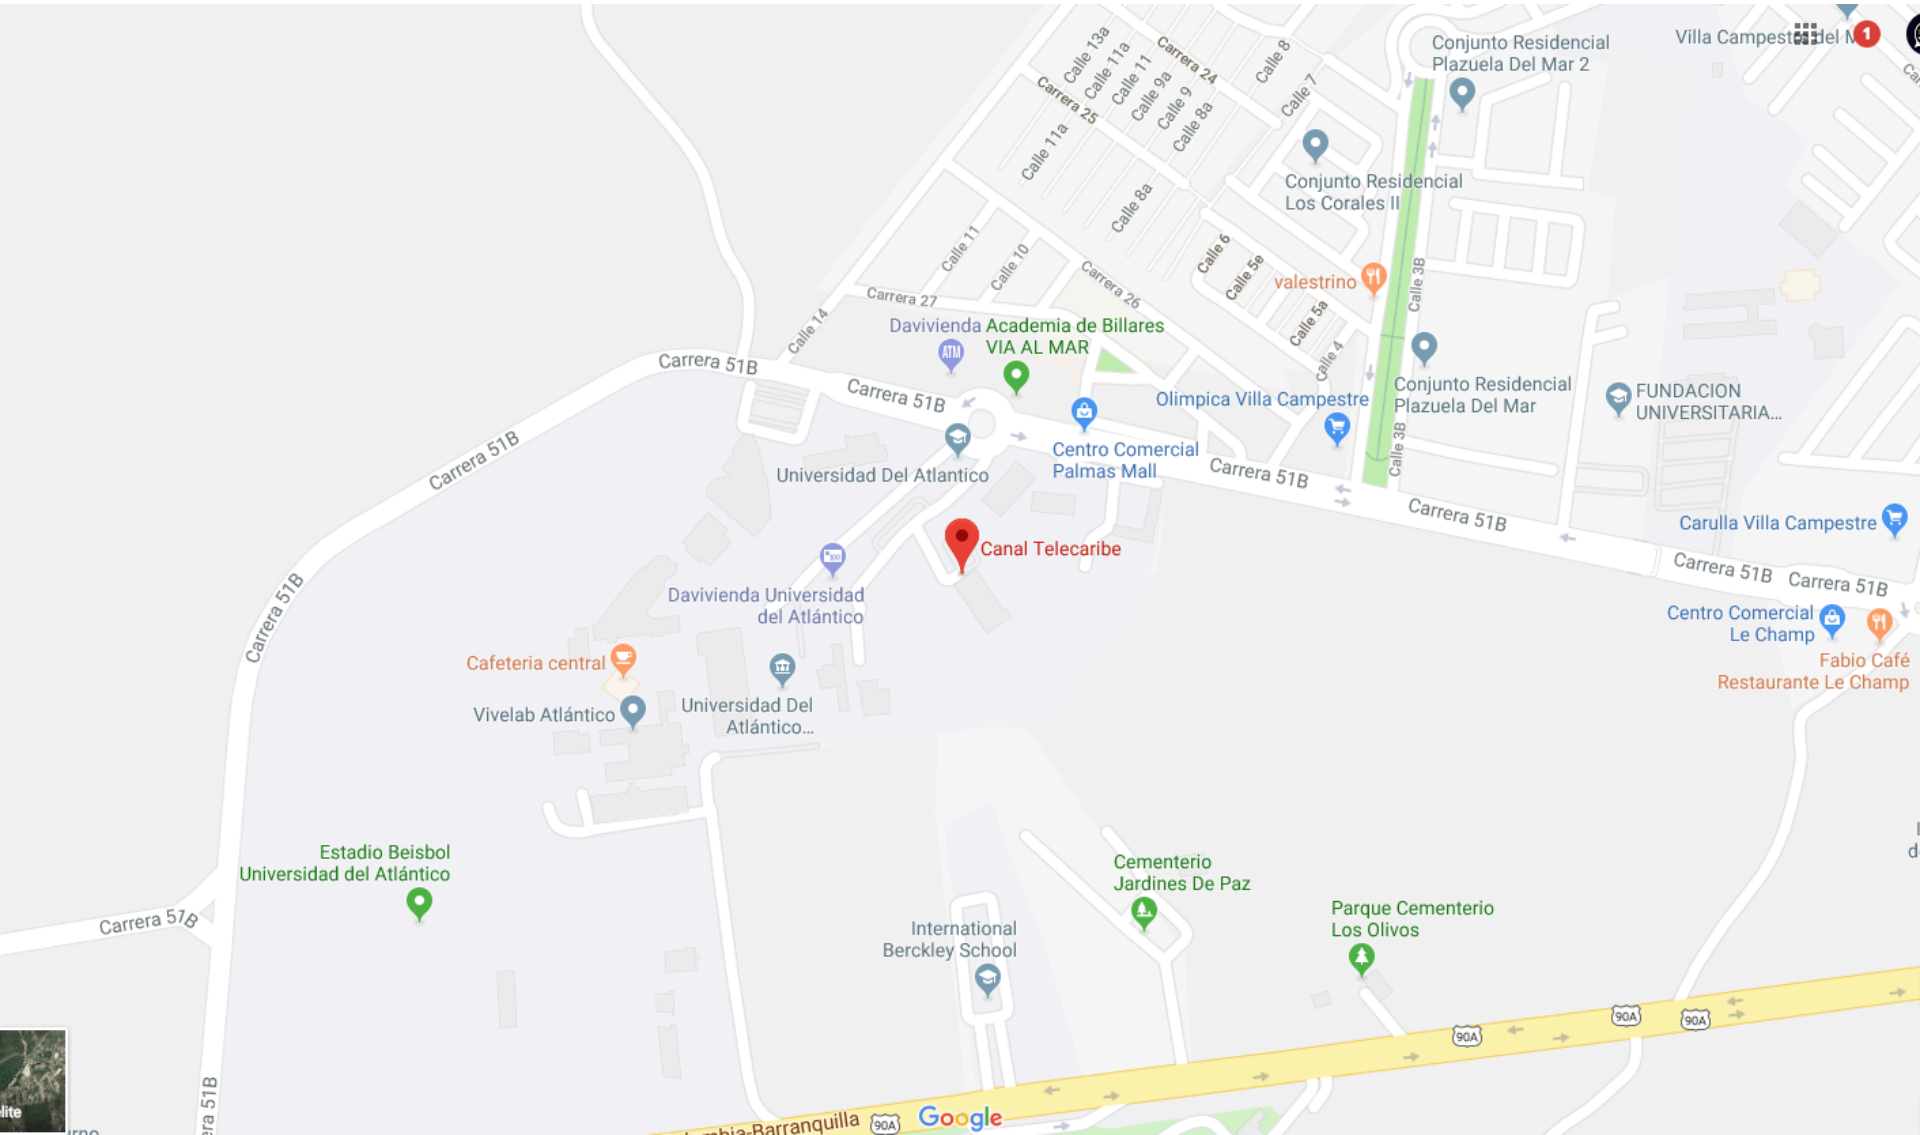 Calle 13a
Calle 11a
Calle 11
Calle 9a
Calle 9
Calle 8a
Carrera 24
Calle 8
Calle 7
Conjunto Residencial
Plazuela Del Mar 2
Villa Campestre del M
1
Carrera 25
Calle 11a
Calle 8a
Conjunto Residencial
Los Corales II
Calle 11
Calle 10
Carrera 26
Calle 6
Calle 5e
Calle 5a
Calle 4
valestrino
Calle 3B
Carrera 27
Calle 14
Davivienda
ATM
Academia de Billares
VIA AL MAR
Carrera 51B
Carrera 51B
Olimpica Villa Campestre
Conjunto Residencial
Plazuela Del Mar
FUNDACION
UNIVERSITARIA...
Calle 3B
Carrera 51B
Universidad Del Atlantico
Centro Comercial
Palmas Mall
Carrera 51B
Carrera 51B
Carulla Villa Campestre
Canal Telecaribe
Carrera 51B
Carrera 51B
Davivienda Universidad
del Atlántico
Carrera 51B
Centro Comercial
Le Champ
Fabio Café
Restaurante Le Champ
Cafeteria central
Vivelab Atlántico
Universidad Del
Atlántico...
Estadio Beisbol
Universidad del Atlántico
Carrera 51B
Cementerio
Jardines De Paz
Parque Cementerio
Los Olivos
International
Berckley School
90A
90A
90A
era 51B
lite
mbia-Barranquilla
90A
Google